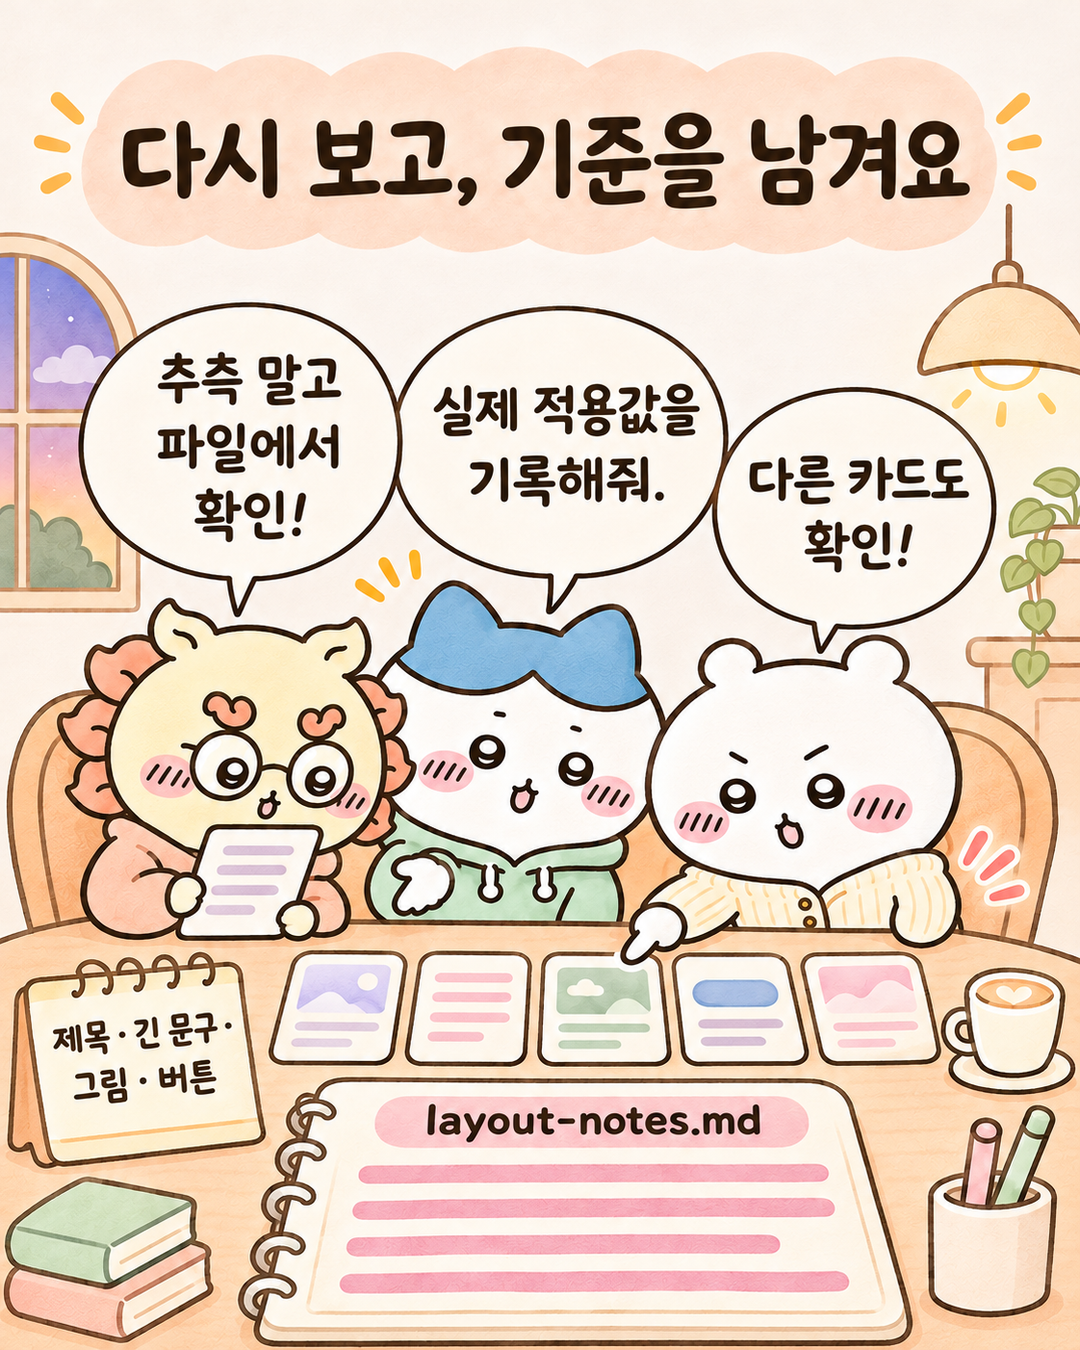 다시 보고, 기준을 남겨요
추측 말고
파일에서
확인!
실제 적용값을
기록해줘.
다른 카드도
확인!
제목·긴 문구·
그림·버튼
layout-notes.md